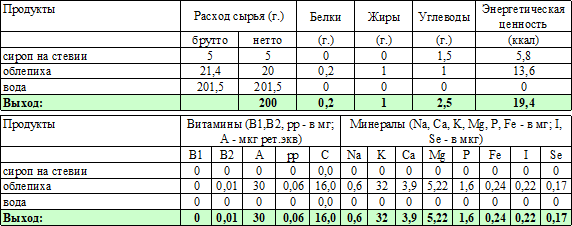 Продукты Расход сырья (г.) Белки Жиры Углеводы Энергетическая ценность
брутто нетто (г.) (г.) (г.) (ккал)
сироп на стевии 5 5 0 0 1,5 5,8
облепиха 21,4 20 0,2 1 1 13,6
вода 201,5 201,5 0 0 0 0
Выход: 200 0,2 1 2,5 19,4
Продукты Витамины (В1,В2, рр - в мг; А - мкг рет.экв) Минералы (Na, Ca, K, Mg, P, Fe - в мг; I, Se - в мкг)
В1 В2 А рр С Na K Ca Mg P Fe I Se
сироп на стевии 0 0 0 0 0,0 0 0 0 0 0 0 0 0
облепиха 0 0,01 30 0,06 16,0 0,6 32 3,9 5,22 1,6 0,24 0,22 0,17
вода 0 0 0 0 0,0 0 0 0 0 0 0 0 0
Выход: 0 0,01 30 0,06 16,0 0,6 32 3,9 5,22 1,6 0,24 0,22 0,17